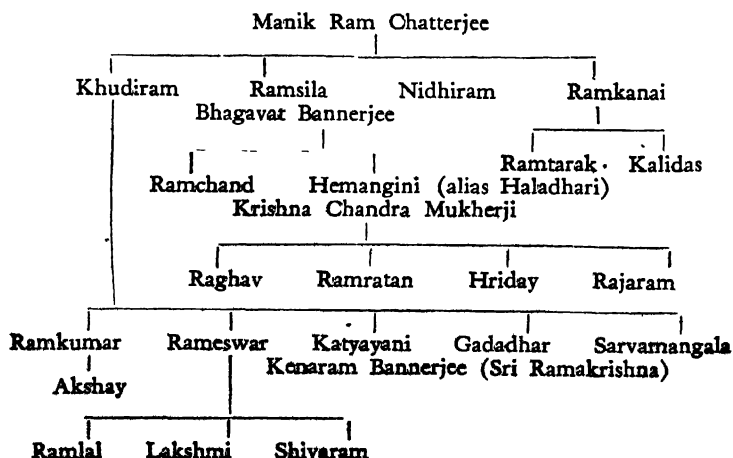 Manik Ram Chatterjee
Khudiram Ramsila Nidhiram Ramkanai
Bhagavat Bannerjee
Ramtarak. Kalidas
Ramchand Hemangini (alias Haladhari)
Krishna Chandra Mukherji
Raghav Ramratan Hriday Rajaram
Ramkumar Rameswar Katyayani Gadadhar Sarvamangala
Kenaram Bannerjee (Sri Ramakrishna)
Akshay
Ramlal Lakshmi Shivaram